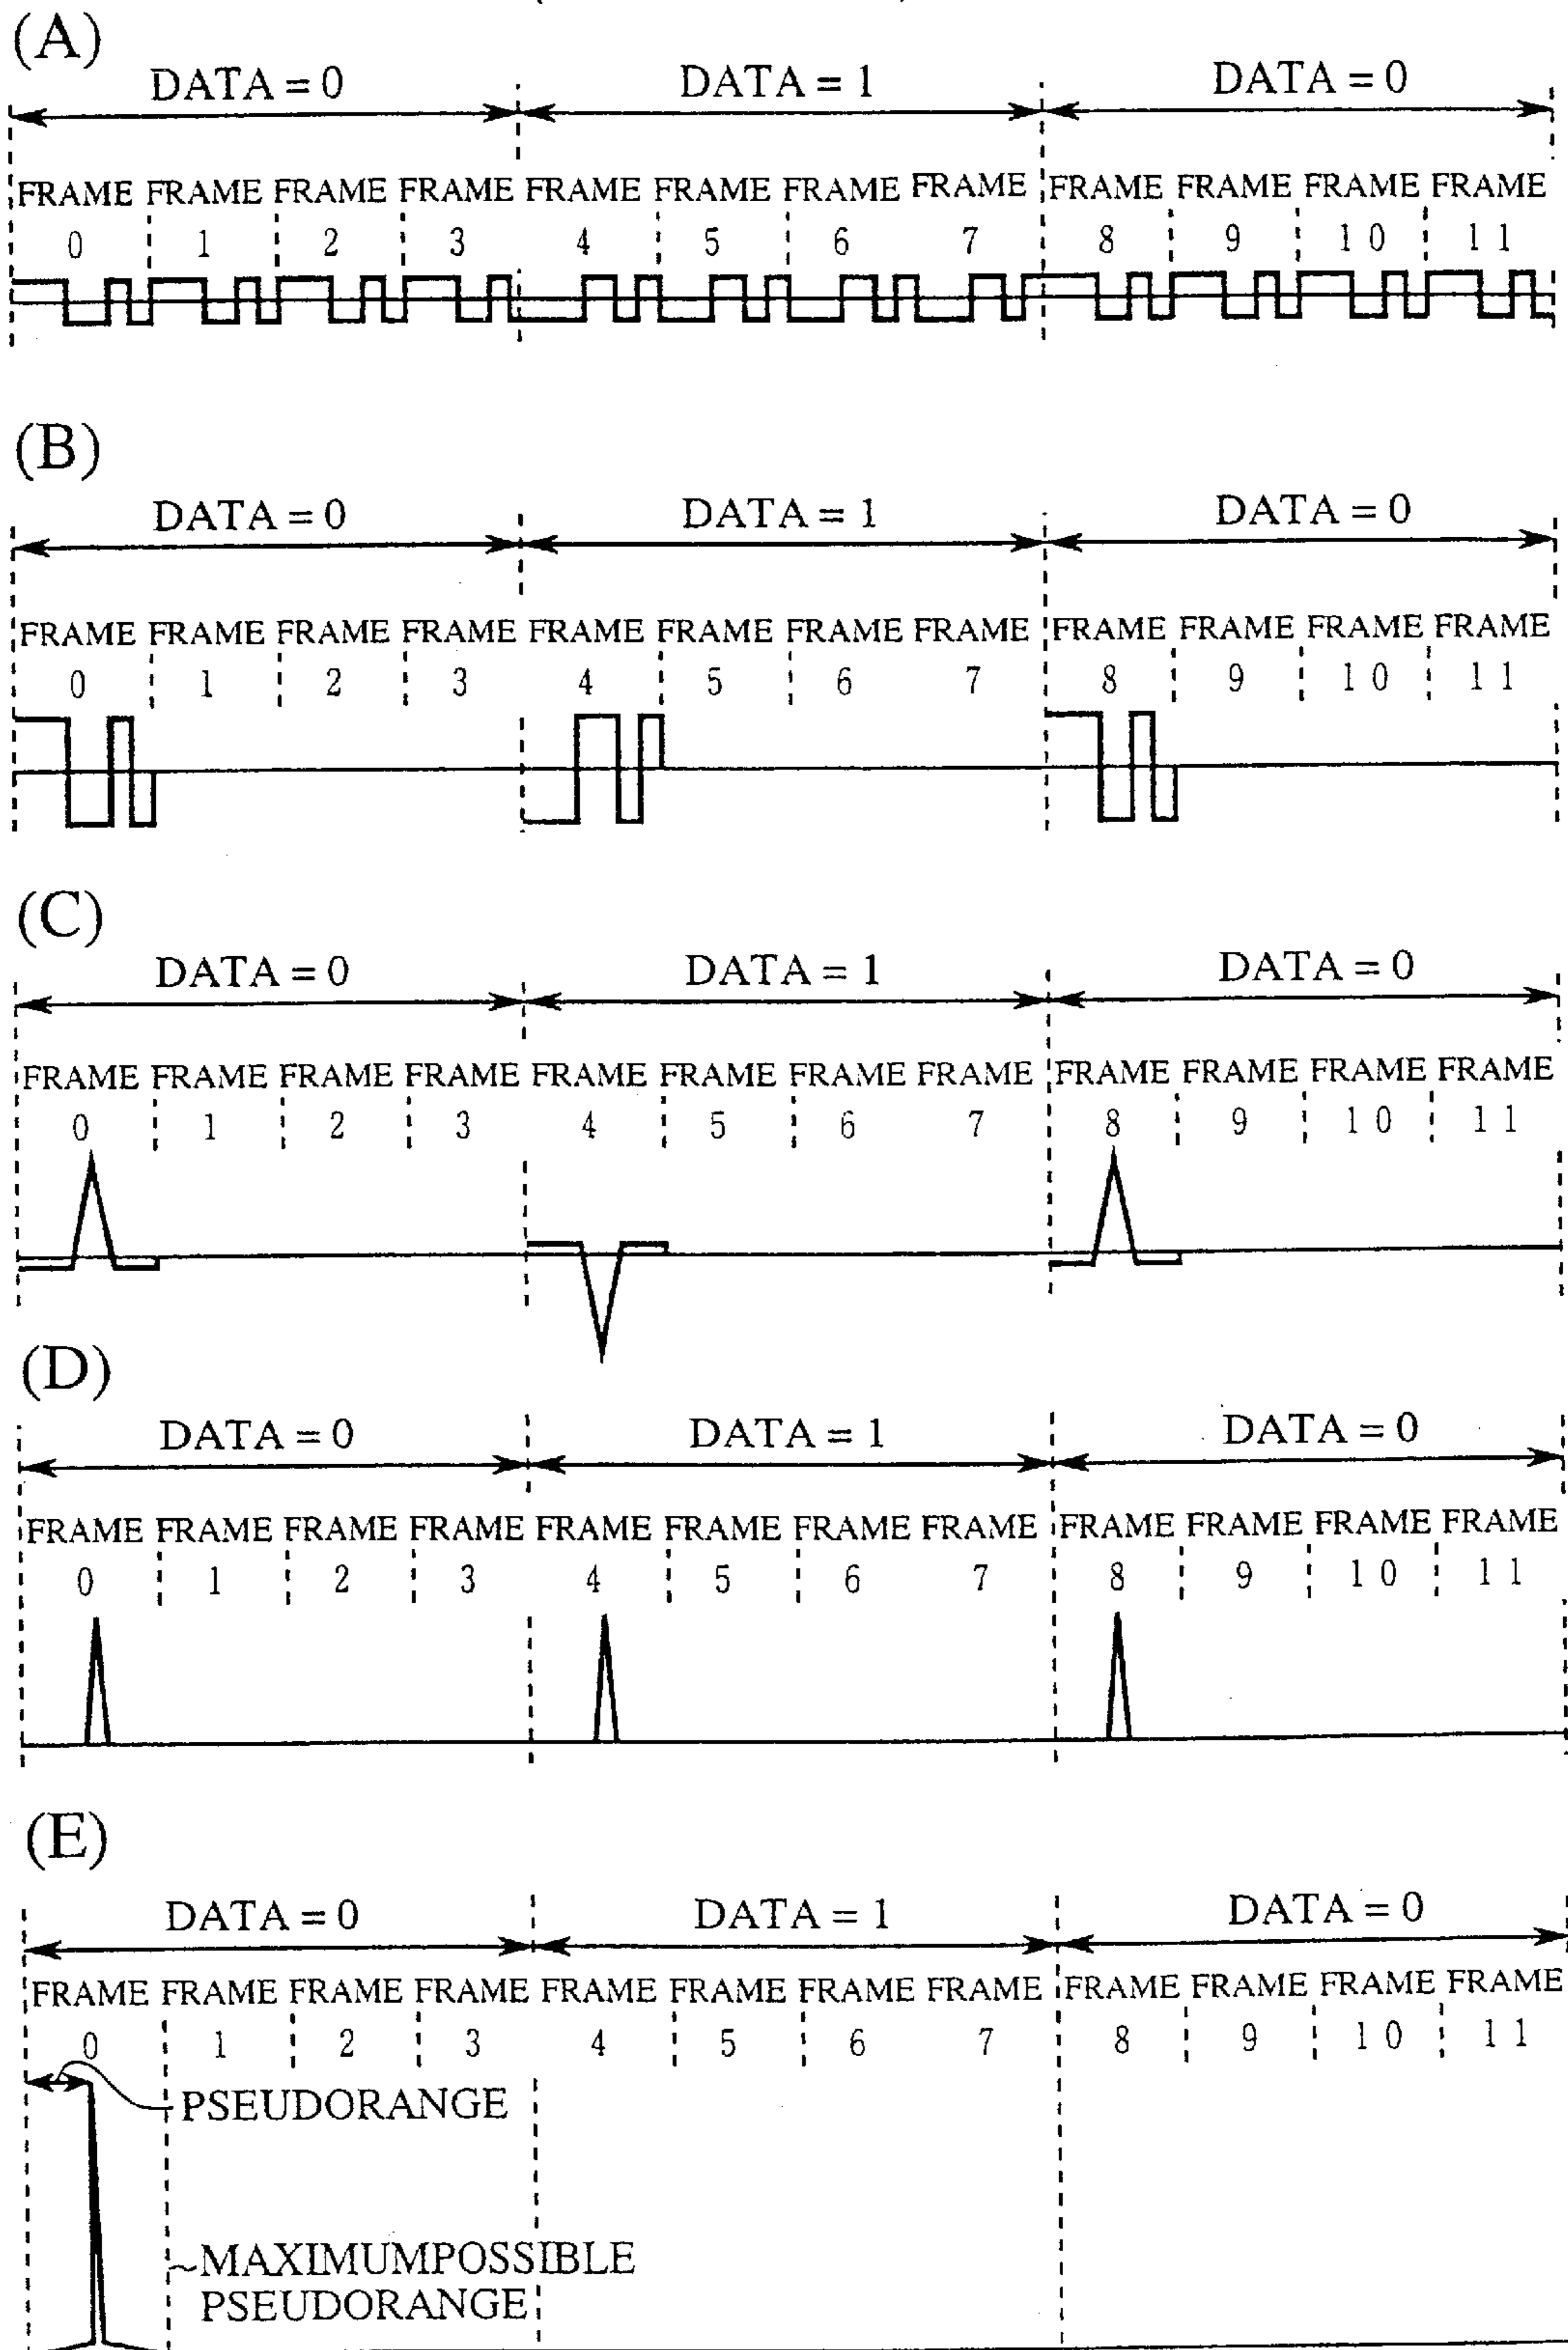 (A)
DATA = 0 DATA = 1 DATA = 0
FRAME FRAME FRAME FRAME FRAME FRAME FRAME FRAME FRAME FRAME FRAME FRAME
0 1 2 3 4 5 6 7 8 9 10 11
(B)
DATA = 0 DATA = 1 DATA = 0
FRAME FRAME FRAME FRAME FRAME FRAME FRAME FRAME FRAME FRAME FRAME FRAME
0 1 2 3 4 5 6 7 8 9 10 11
(C)
DATA = 0 DATA = 1 DATA = 0
FRAME FRAME FRAME FRAME FRAME FRAME FRAME FRAME FRAME FRAME FRAME FRAME
0 1 2 3 4 5 6 7 8 9 10 11
(D)
DATA = 0 DATA = 1 DATA = 0
FRAME FRAME FRAME FRAME FRAME FRAME FRAME FRAME FRAME FRAME FRAME FRAME
0 1 2 3 4 5 6 7 8 9 10 11
(E)
DATA = 0 DATA = 1 DATA = 0
FRAME FRAME FRAME FRAME FRAME FRAME FRAME FRAME FRAME FRAME FRAME FRAME
0 1 2 3 4 5 6 7 8 9 10 11
PSEUDORANGE
MAXIMUMPOSSIBLE
PSEUDORANGE